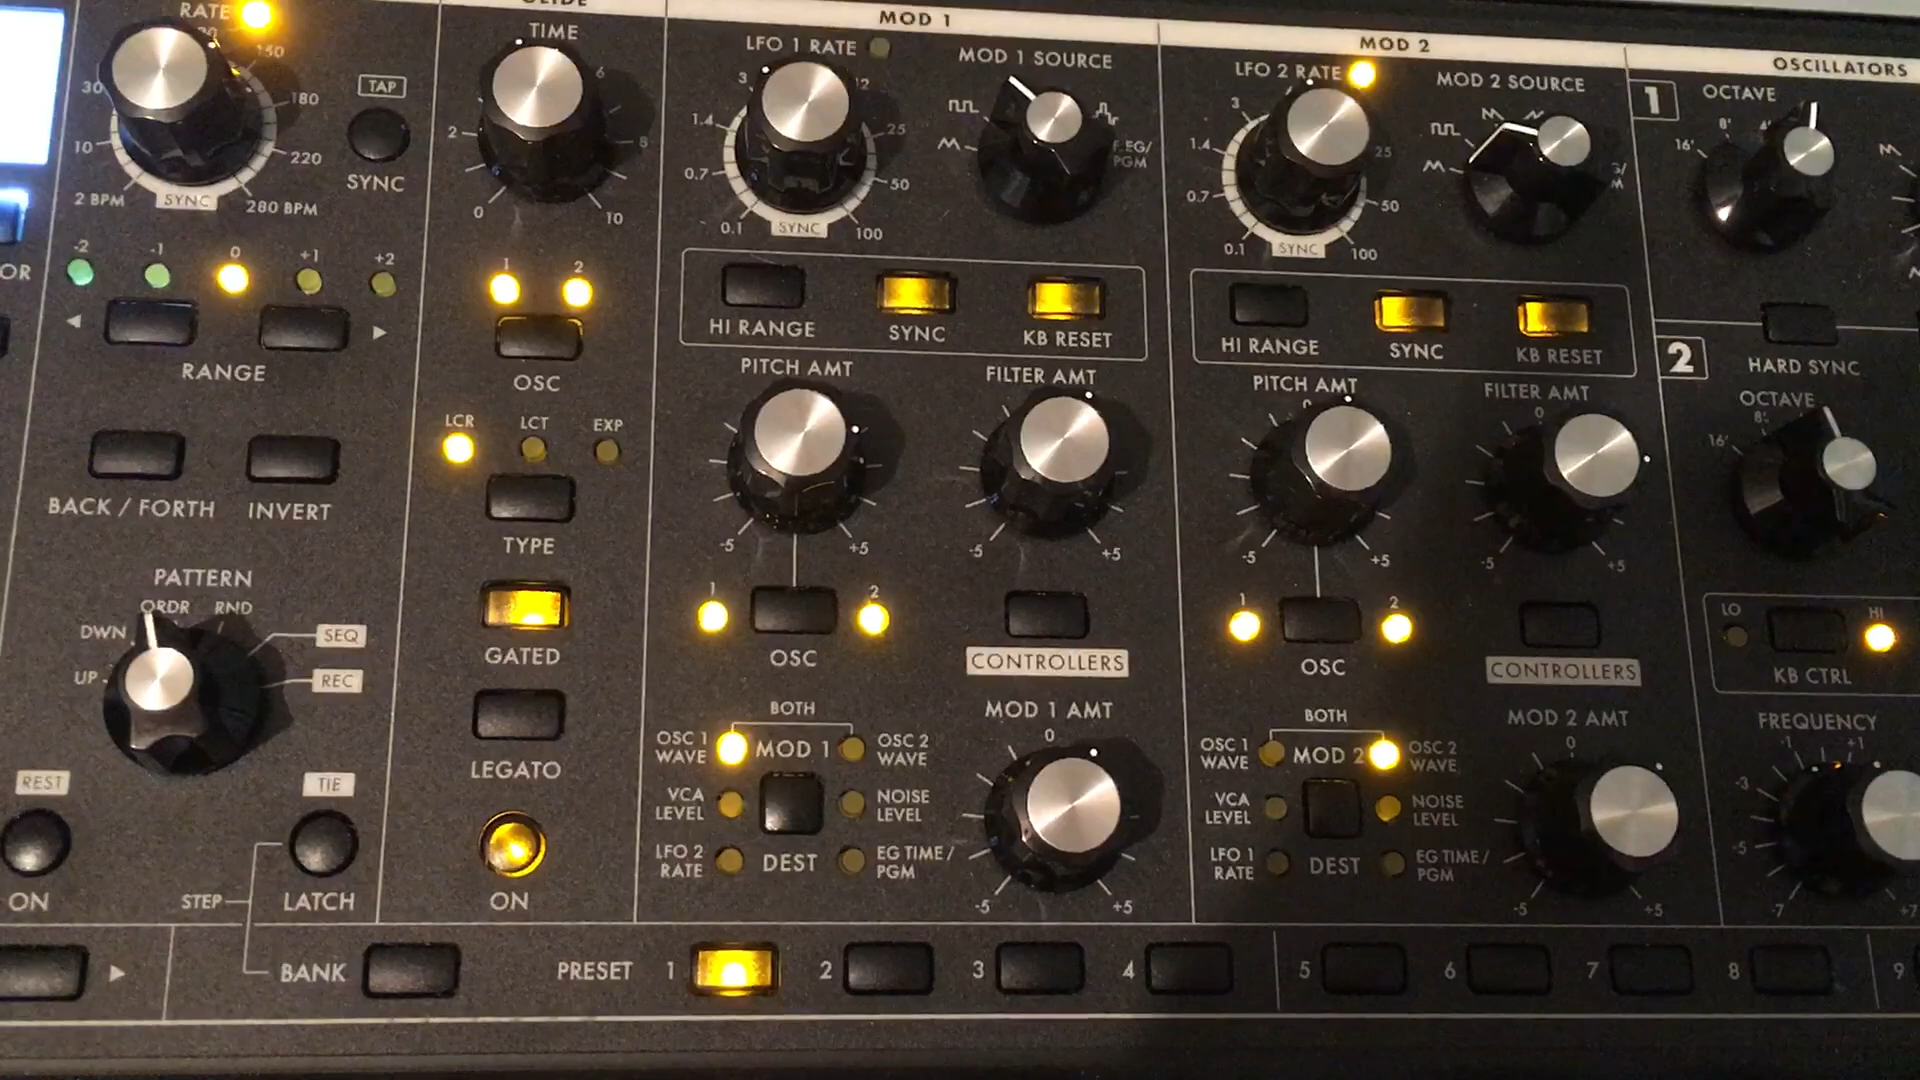 RATE
30
150
180
10
220
2 BPM
SYNC
280 BPM
TAP
SYNC
OR
-2 -1 0 +1 +2
RANGE
BACK / FORTH
INVERT
PATTERN
ORDR RND
DWN
UP
SEQ
REC
REST
ON
TIE
LATCH
STEP
TIME
2
6
8
0
10
1 2
OSC
LCR LCT EXP
TYPE
GATED
LEGATO
ON
MOD 1
LFO 1 RATE
3
12
1.4
25
0.7
50
0.1
SYNC
100
MOD 1 SOURCE
F.EG/
PGM
HI RANGE
SYNC
KB RESET
PITCH AMT
-5
+5
1
2
OSC
FILTER AMT
-5
+5
CONTROLLERS
BOTH
OSC 1
WAVE
MOD 1
OSC 2
WAVE
VCA
LEVEL
NOISE
LEVEL
LFO 2
RATE
DEST
EG TIME/
PGM
MOD 1 AMT
0
-5
+5
MOD 2
LFO 2 RATE
3
1.4
25
0.7
50
0.1
SYNC
100
MOD 2 SOURCE
HI RANGE
SYNC
KB RESET
PITCH AMT
0
-5
+5
1
2
OSC
FILTER AMT
0
-5
+5
CONTROLLERS
BOTH
OSC 1
WAVE
MOD 2
OSC 2
WAVE
VCA
LEVEL
NOISE
LEVEL
LFO 1
RATE
DEST
EG TIME/
PGM
MOD 2 AMT
0
-5
+5
OSCILLATORS
1
OCTAVE
16'
8'
HARD SYNC
2
OCTAVE
16'
8'
LO
HI
KB CTRL
FREQUENCY
-1
+1
-3
-5
-7
+7
BANK
PRESET
1 2 3 4 5 6 7 8 9